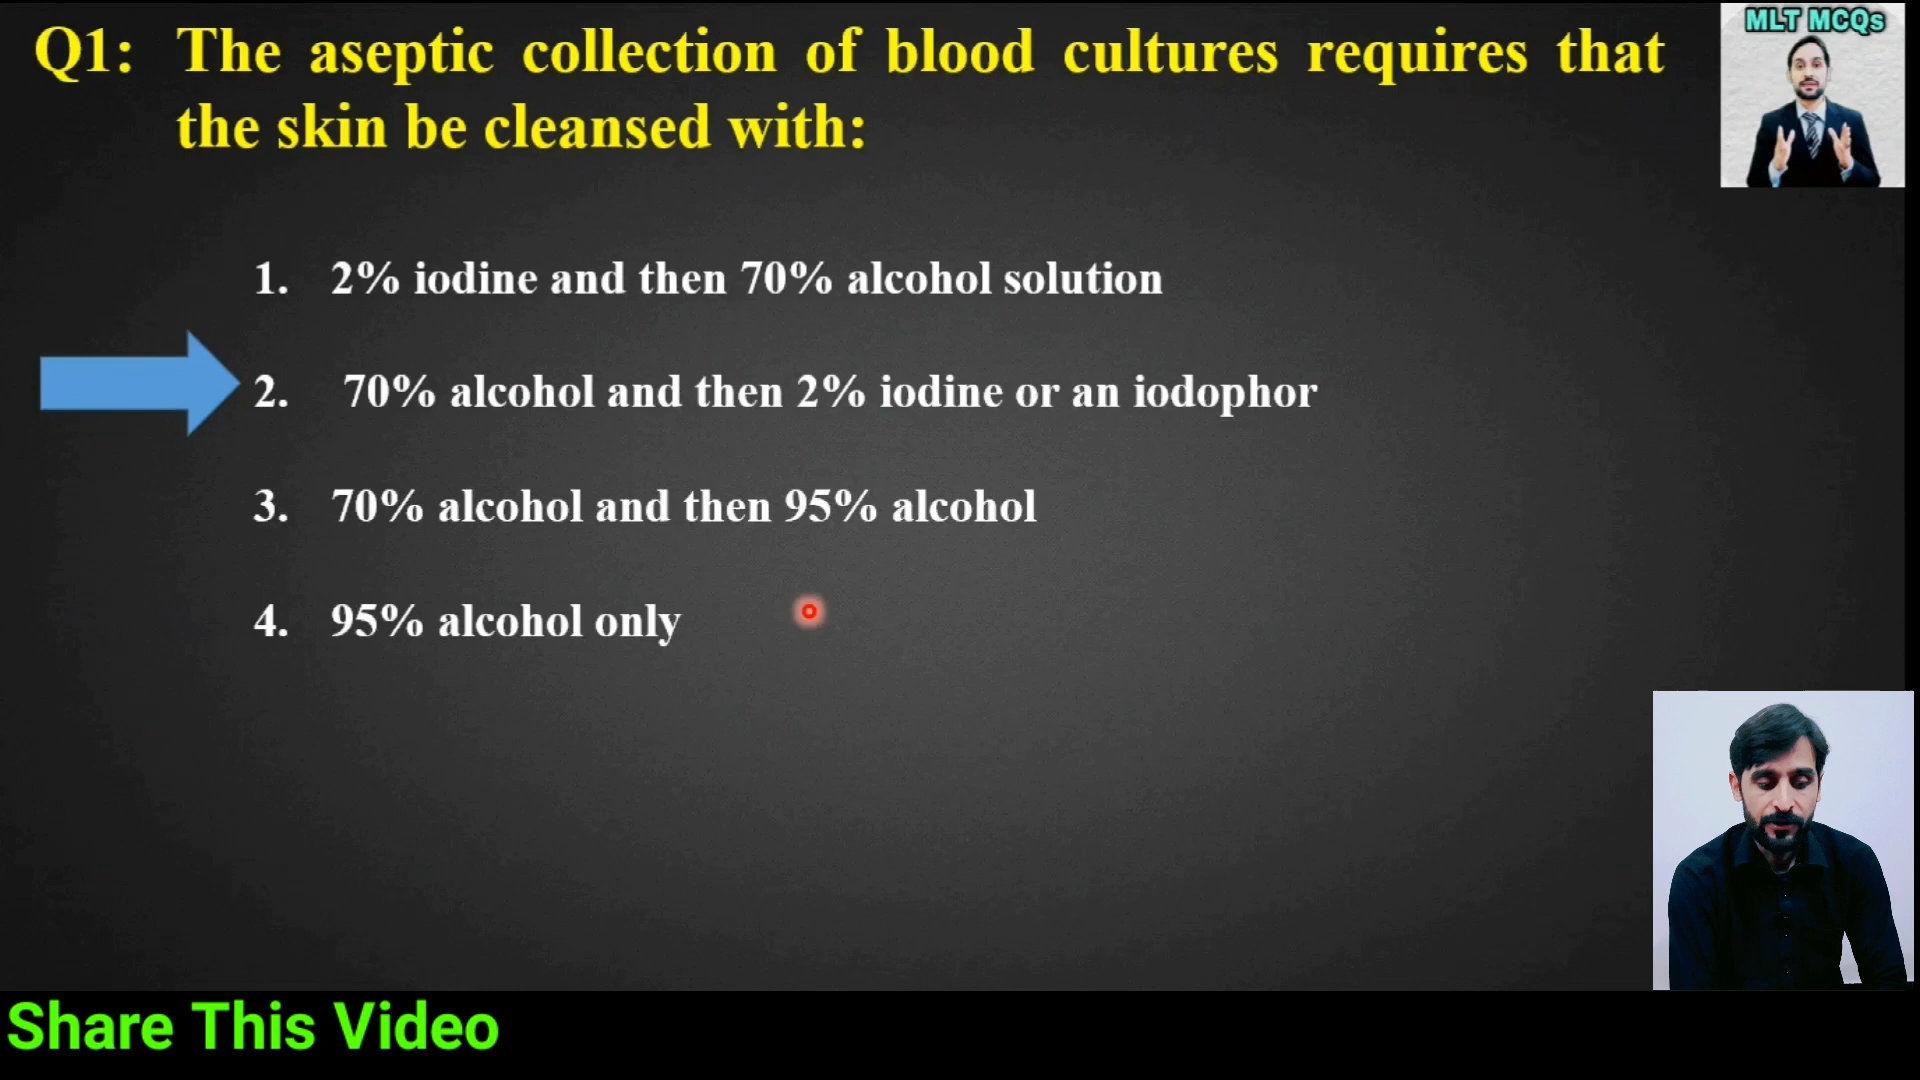 Q1: The aseptic collection of blood cultures requires that
the skin be cleansed with:
MLT MCQs
1. 2% iodine and then 70% alcohol solution
2. 70% alcohol and then 2% iodine or an iodophor
3. 70% alcohol and then 95% alcohol
4. 95% alcohol only
Share This Video